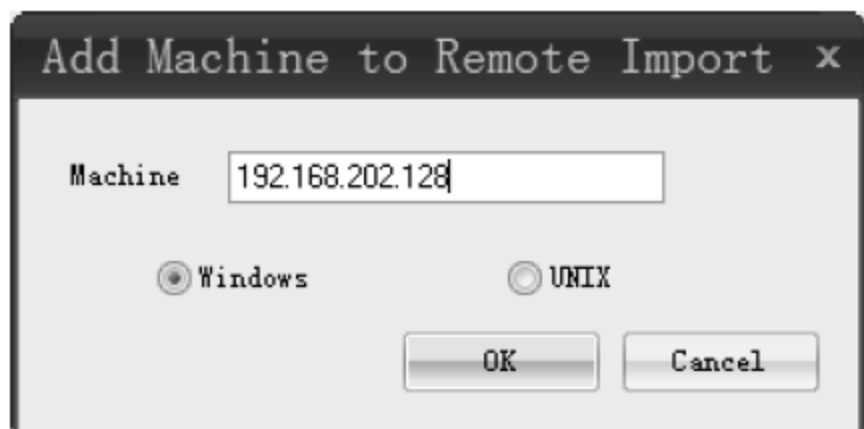 Add Machine to Remote Import x
Machine 192.168.202.128
Windows UNIX
OK Cancel